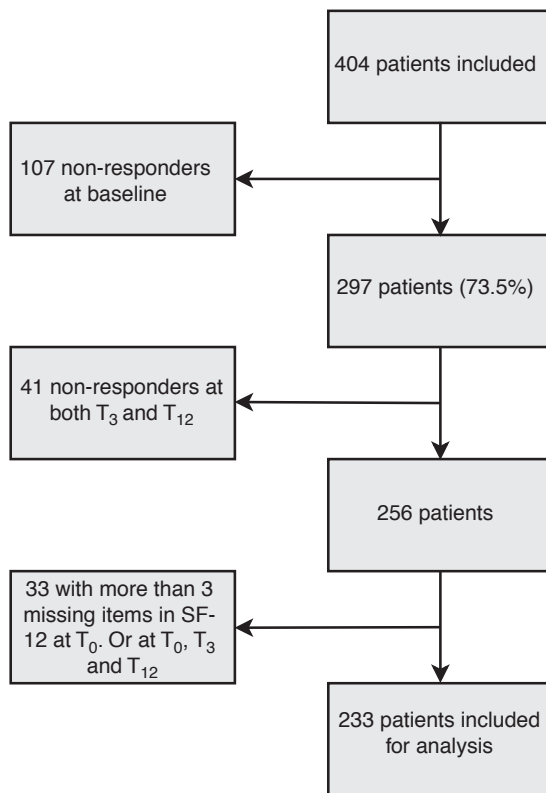 404 patients included
107 non-responders
at baseline
297 patients (73.5%)
41 non-responders at
both T3 and T12
256 patients
33 with more than 3
missing items in SF-
12 at T0. Or at T0, T3
and T12
233 patients included
for analysis